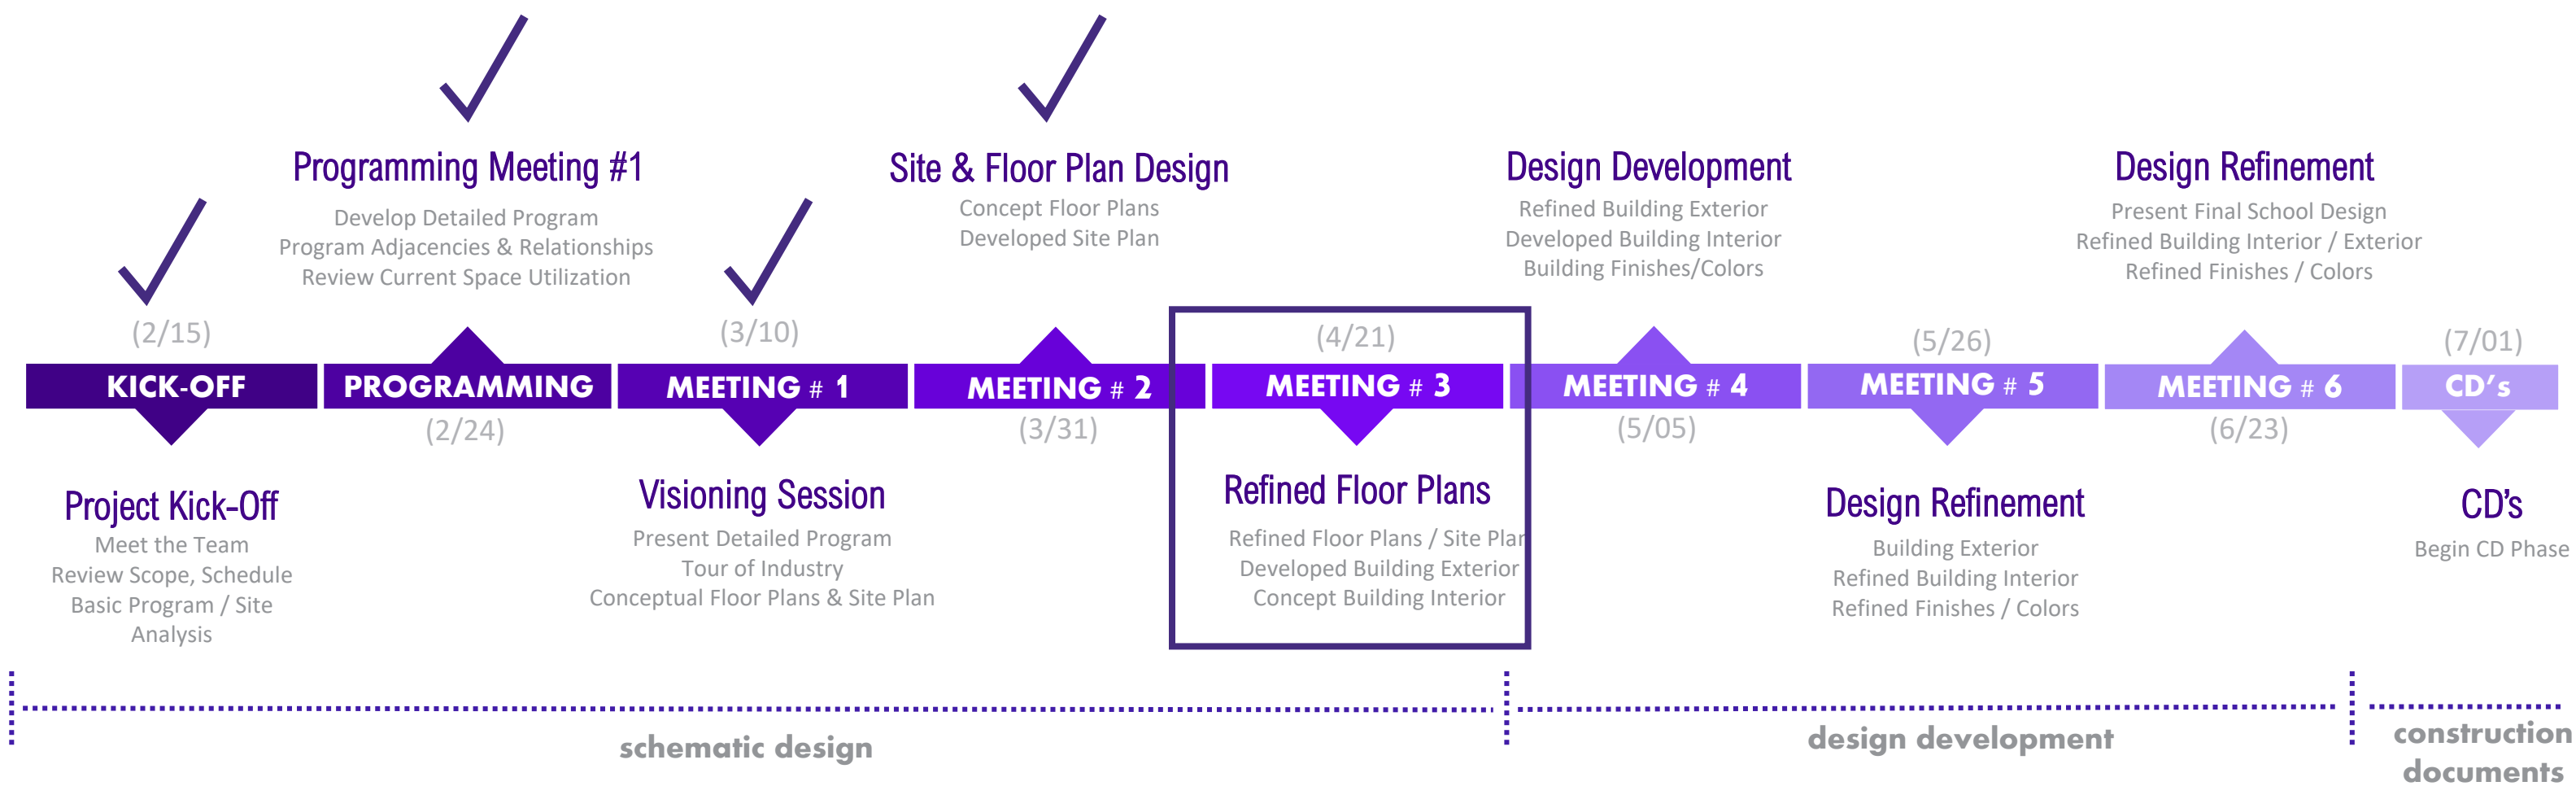 Programming Meeting #1
Develop Detailed Program
Program Adjacencies & Relationships
Review Current Space Utilization
Site & Floor Plan Design
Concept Floor Plans
Developed Site Plan
Design Development
Refined Building Exterior
Developed Building Interior
Building Finishes/Colors
Design Refinement
Present Final School Design
Refined Building Interior / Exterior
Refined Finishes / Colors
(2/15)
(3/10)
(4/21)
(5/26)
(7/01)
KICK-OFF
PROGRAMMING
MEETING # 1
MEETING # 2
MEETING # 3
MEETING # 4
MEETING # 5
MEETING # 6
CD's
(2/24)
(3/31)
(5/05)
(6/23)
Project Kick-Off
Meet the Team
Review Scope, Schedule
Basic Program / Site
Analysis
Visioning Session
Present Detailed Program
Tour of Industry
Conceptual Floor Plans & Site Plan
Refined Floor Plans
Refined Floor Plans / Site Plan
Developed Building Exterior
Concept Building Interior
Design Refinement
Building Exterior
Refined Building Interior
Refined Finishes / Colors
CD's
Begin CD Phase
schematic design
design development
construction
documents